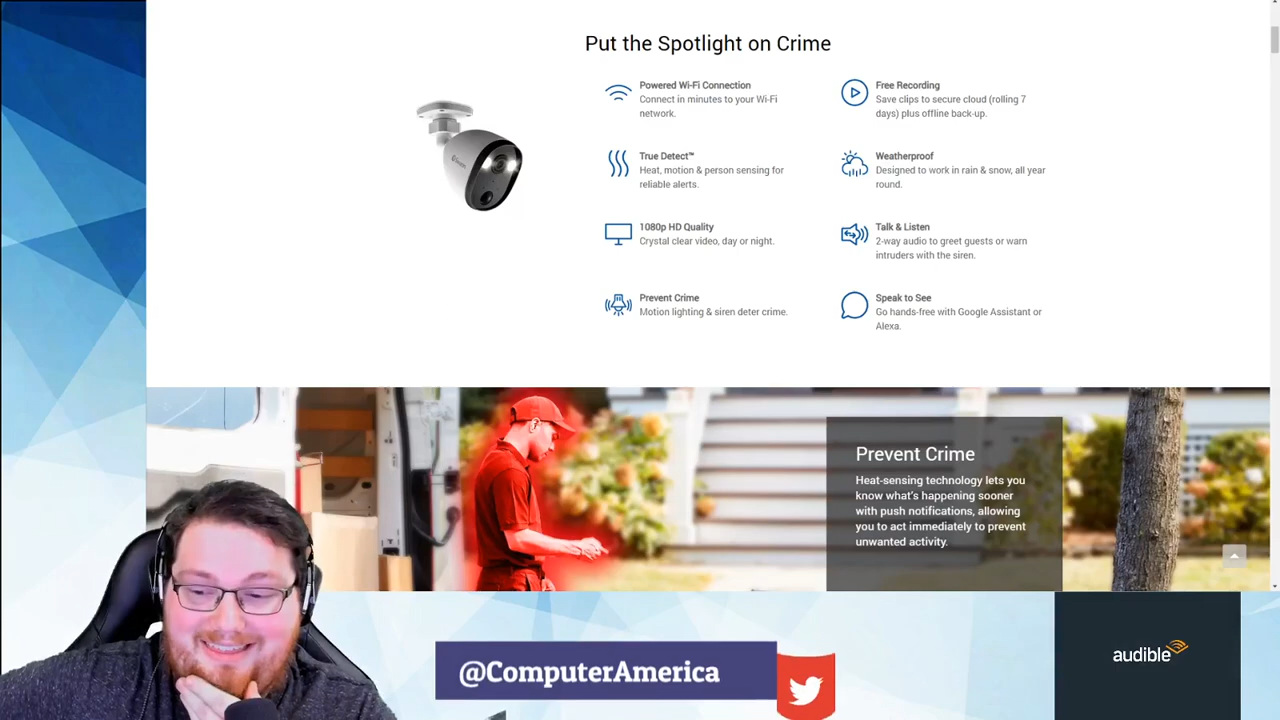 Put the Spotlight on Crime
Powered Wi-Fi Connection
Connect in minutes to your Wi-Fi
network.
Free Recording
Save clips to secure cloud (rolling 7
days) plus offline back-up.
True Detect™
Heat, motion & person sensing for
reliable alerts.
Weatherproof
Designed to work in rain & snow, all year
round.
1080p HD Quality
Crystal clear video, day or night.
Talk & Listen
2-way audio to greet guests or warn
intruders with the siren.
Prevent Crime
Motion lighting & siren deter crime.
Speak to See
Go hands-free with Google Assistant or
Alexa.
Prevent Crime
Heat-sensing technology lets you
know what's happening sooner
with push notifications, allowing
you to act immediately to prevent
unwanted activity.
@ComputerAmerica
audible